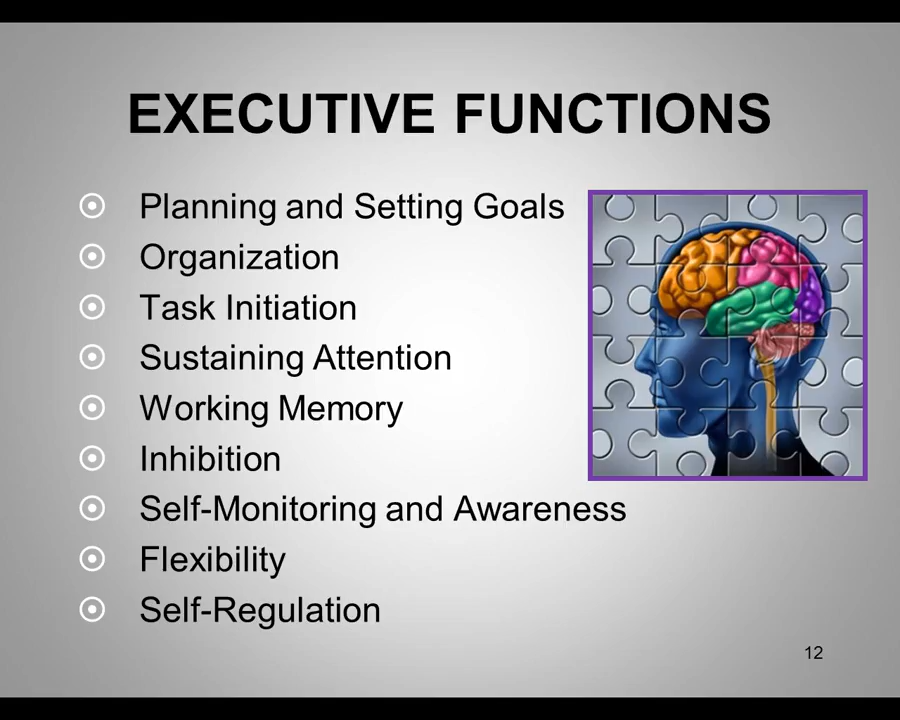 EXECUTIVE FUNCTIONS
Planning and Setting Goals
Organization
Task Initiation
Sustaining Attention
Working Memory
Inhibition
Self-Monitoring and Awareness
Flexibility
Self-Regulation
12